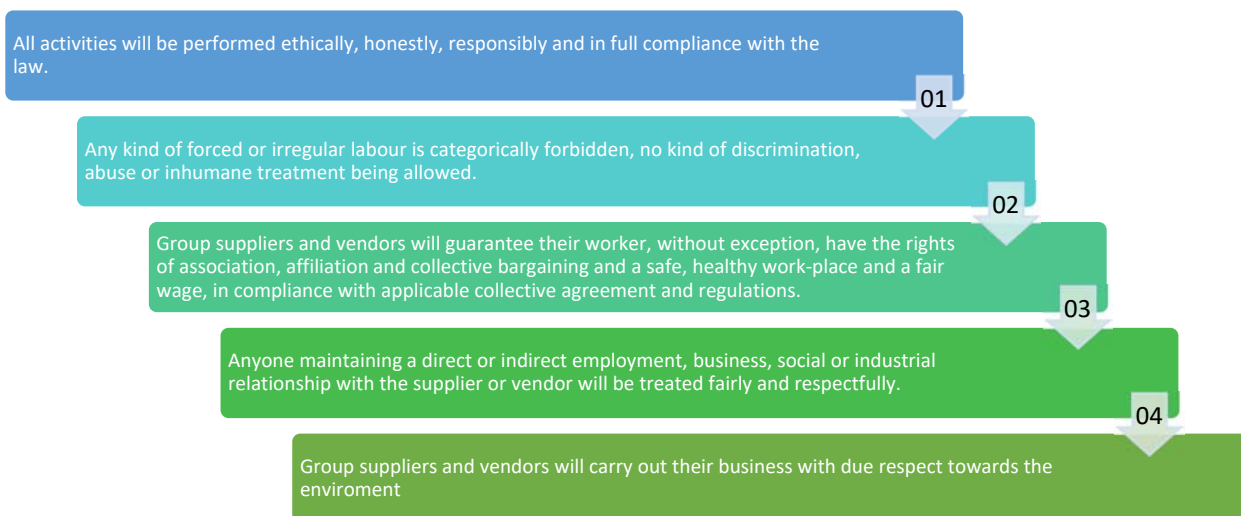 All activities will be performed ethically, honestly, responsibly and in full compliance with the
law.
01
Any kind of forced or irregular labour is categorically forbidden, no kind of discrimination,
abuse or inhumane treatment being allowed.
02
Group suppliers and vendors will guarantee their worker, without exception, have the rights
of association, affiliation and collective bargaining and a safe, healthy work-place and a fair
wage, in compliance with applicable collective agreement and regulations.
03
Anyone maintaining a direct or indirect employment, business, social or industrial
relationship with the supplier or vendor will be treated fairly and respectfully.
04
Group suppliers and vendors will carry out their business with due respect towards the
enviroment